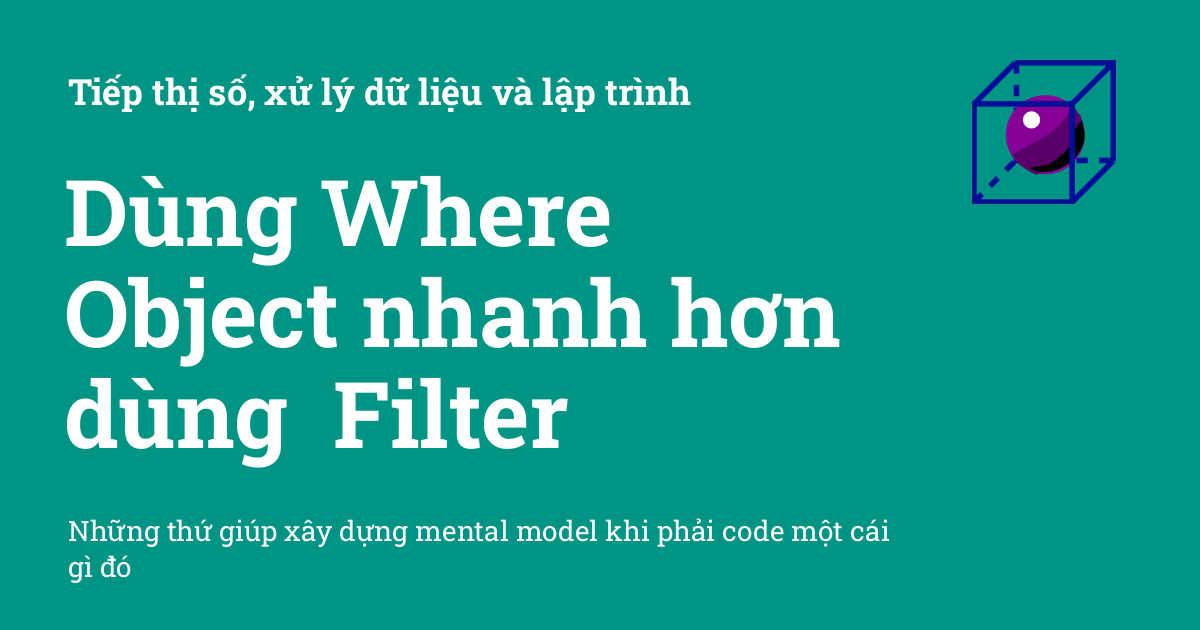 Tiếp thị số, xử lý dữ liệu và lập trình
Dùng Where
Object nhanh hơn
dùng  Filter
Những thứ giúp xây dựng mental model khi phải code một cái
gì đó